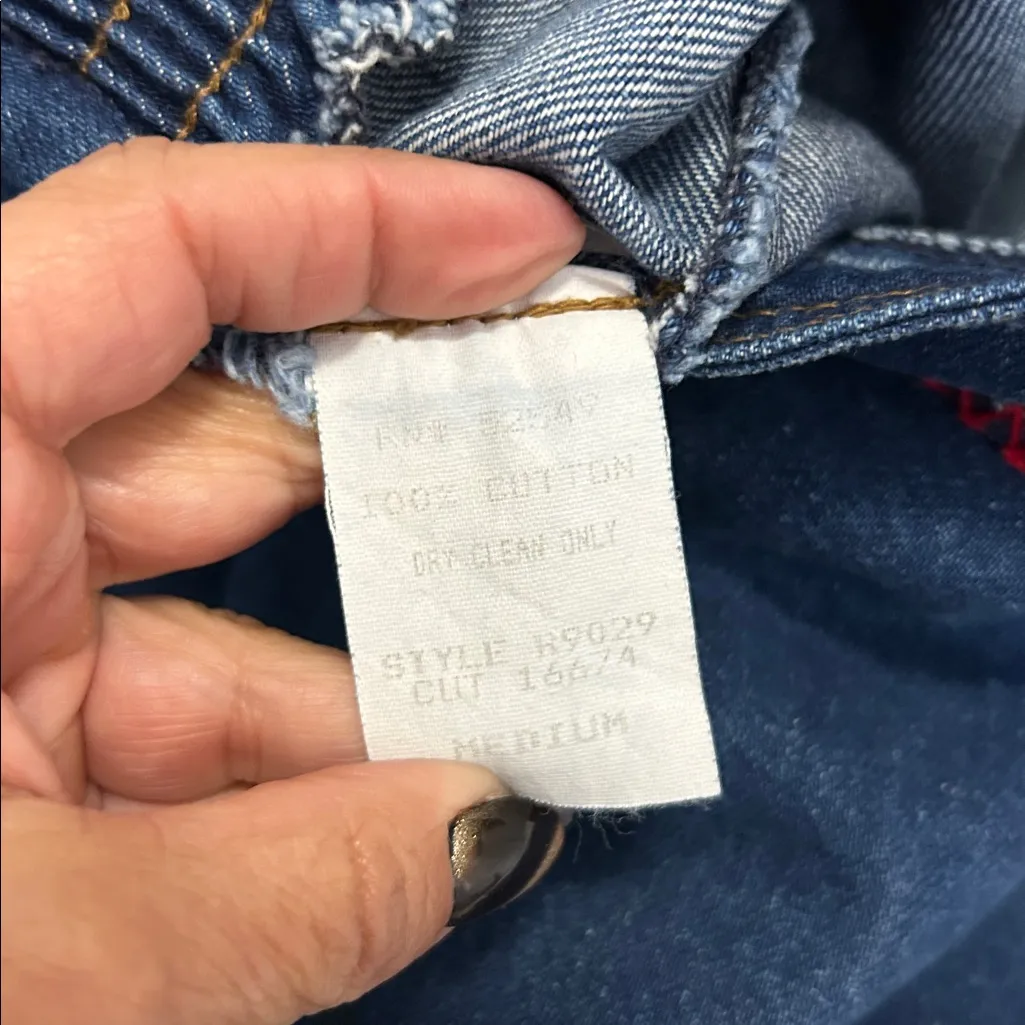 100% COTTON
DRY CLEAN ONLY
STYLE R9029
CUT 16674
MEDIUM